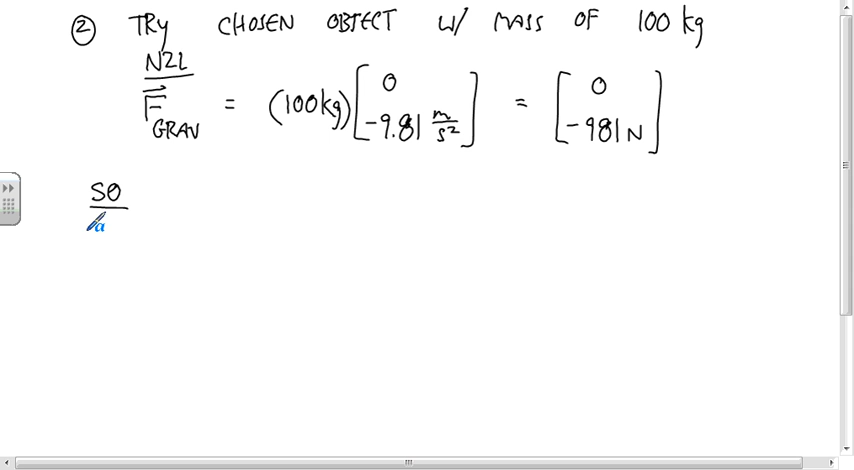 ② TRY CHOSEN OBJECT W/ MASS OF 100 kg
N2L
F GRAV = (100kg) [0 -9.81 m/s²] = [0 -981 N]
SO